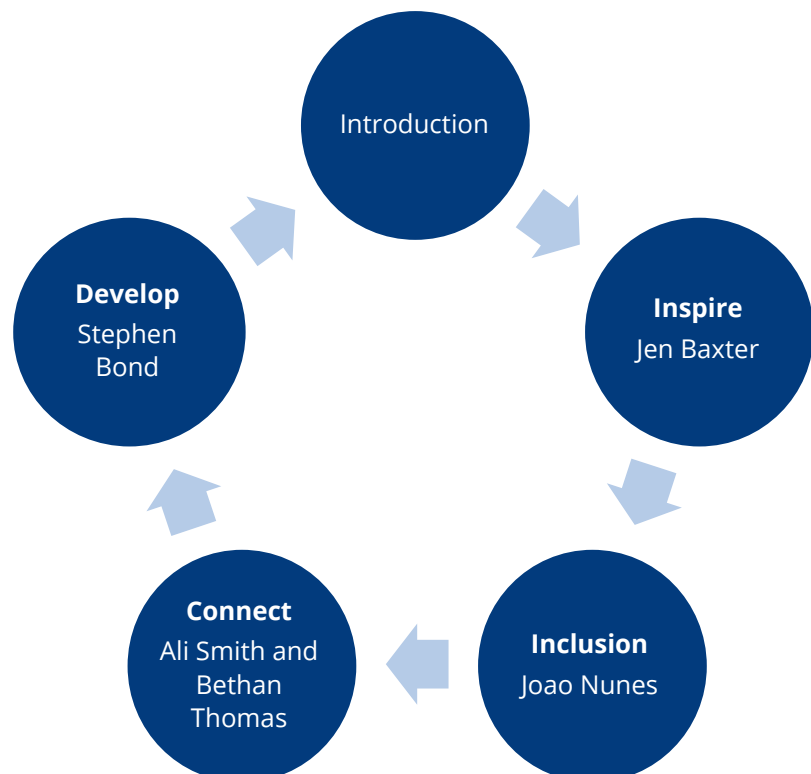 Introduction
Inspire
Jen Baxter
Inclusion
Joao Nunes
Connect
Ali Smith and
Bethan
Thomas
Develop
Stephen
Bond